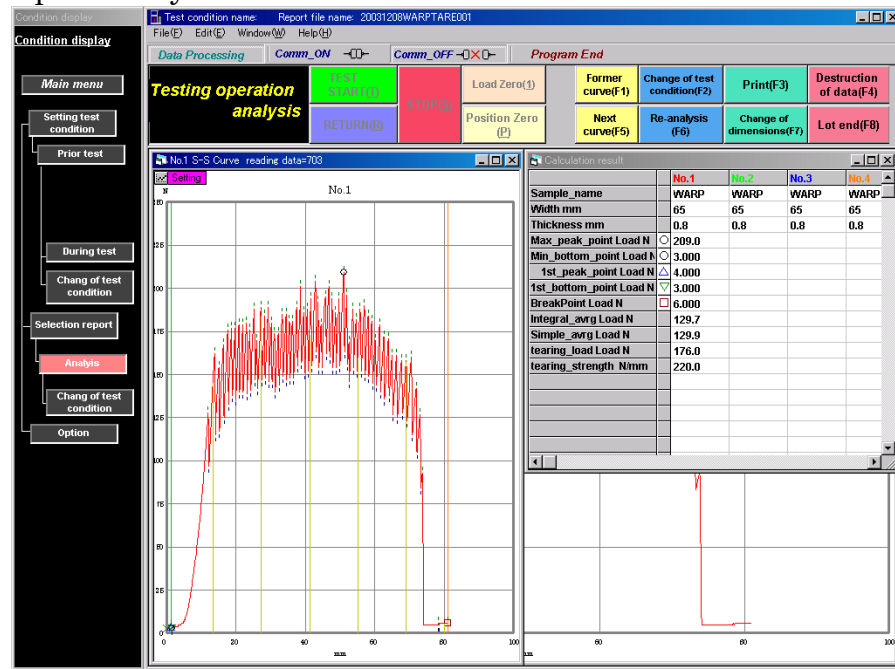 Condition display
Condition display
Main menu
Setting test
condition
Prior test
During test
Chang of test
condition
Selection report
Analyis
Chang of test
condition
Option
Test condition name: Report file name: 20031208WARPTARE001
File(F) Edit(E) Window(W) Help(H)
Data Processing Comm_ON Comm_OFF Program End
Testing operation
analysis
TEST
START(T)
RETURN(R)
STOP(S)
Load Zero(1)
Position Zero
(P)
Former
curve(F1)
Change of test
condition(F2)
Print(F3)
Destruction
of data(F4)
Next
curve(F5)
Re-analysis
(F6)
Change of
dimensions(F7)
Lot end(F8)
No.1 S-S Curve reading data=703
Setting
N
No.1
225
200
175
125
100
25
0 20 40 60 80 100
mm
Calculation result
No.1 No.2 No.3 No.4
Sample_name WARP WARP WARP WARP
Width mm 65 65 65 65
Thickness mm 0.8 0.8 0.8 0.8
Max_peak_point Load N 209.0
Min_bottom_point Load N 3.000
1st_peak_point Load N 4.000
1st_bottom_point Load N 3.000
BreakPoint Load N 6.000
Integral_avrg Load N 129.7
Simple_avrg Load N 129.9
tearing_load Load N 176.0
tearing_strength N/mm 220.0
60 80 100
mm